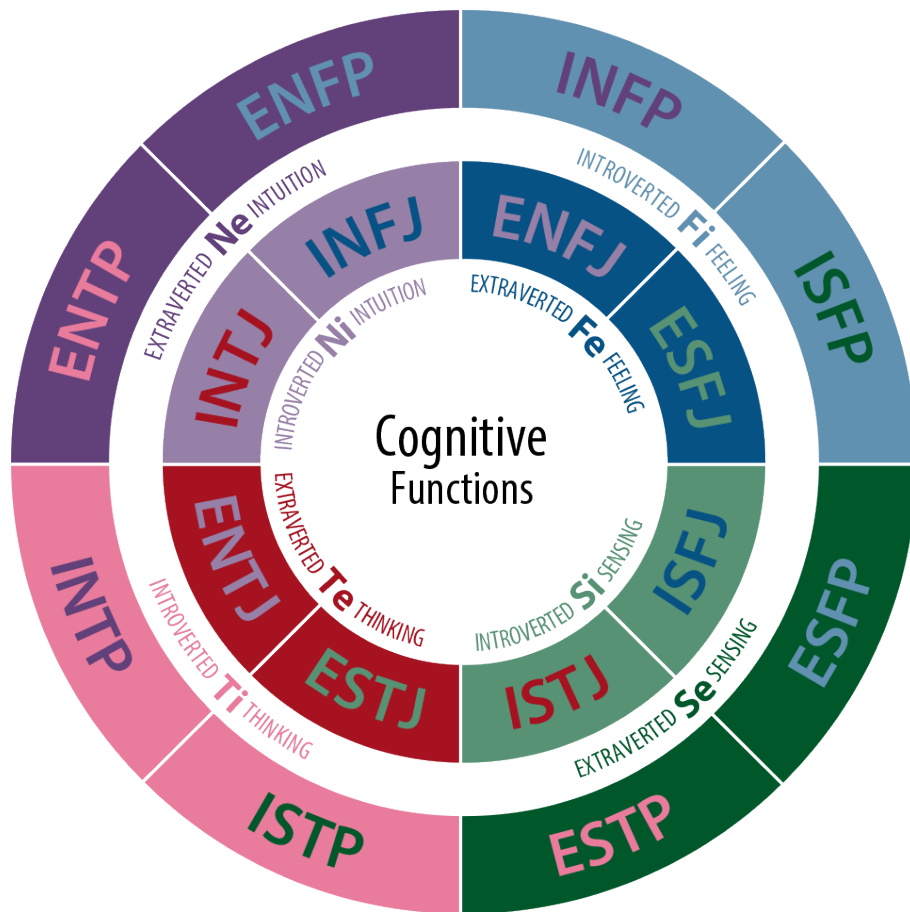 ENFP
INFP
ENTP
ISFP
EXTRAVERTED Ne INTUITION
INTROVERTED Fi FEELING
INFJ
ENFJ
INTJ
ESFJ
INTROVERTED Ni INTUITION
EXTRAVERTED Fe FEELING
Cognitive
Functions
EXTRAVERTED Te THINKING
INTROVERTED Si SENSING
ENTJ
ISFJ
ESTJ
ISTJ
INTROVERTED Ti THINKING
EXTRAVERTED Se SENSING
INTP
ESFP
ISTP
ESTP